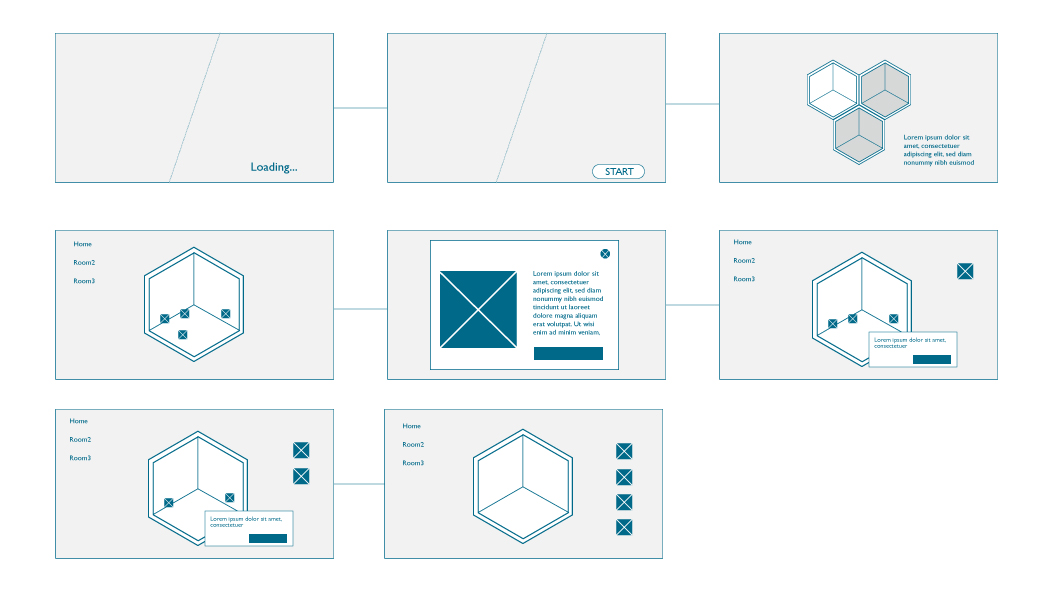 Loading...
START
Lorem ipsum dolor sit
amet, consectetuer
adipiscing elit, sed diam
nonummy nibh euismod
Home
Room2
Room3
Lorem ipsum dolor sit
amet, consectetuer
adipiscing elit, sed diam
nonummy nibh euismod
tincidunt ut laoreet
dolore magna aliquam
erat volutpat. Ut wisi
enim ad minim veniam,
Home
Room2
Room3
Lorem ipsum dolor sit amet,
consectetuer
Home
Room2
Room3
Lorem ipsum dolor sit amet,
consectetuer
Home
Room2
Room3